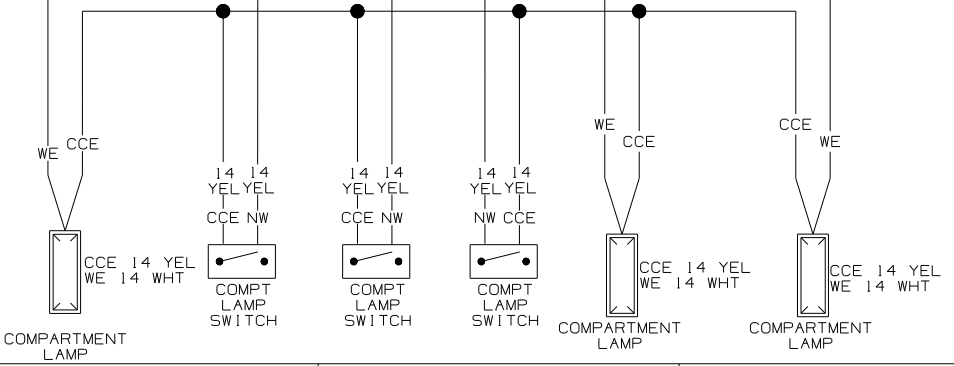 WE CCE
CCE 14 YEL
WE 14 WHT
COMPARTMENT
LAMP
14 14
YEL YEL
CCE NW
COMPT
LAMP
SWITCH
14 14
YEL YEL
CCE NW
COMPT
LAMP
SWITCH
14 14
YEL YEL
NW CCE
COMPT
LAMP
SWITCH
WE CCE
CCE 14 YEL
WE 14 WHT
COMPARTMENT
LAMP
CCE WE
CCE 14 YEL
WE 14 WHT
COMPARTMENT
LAMP